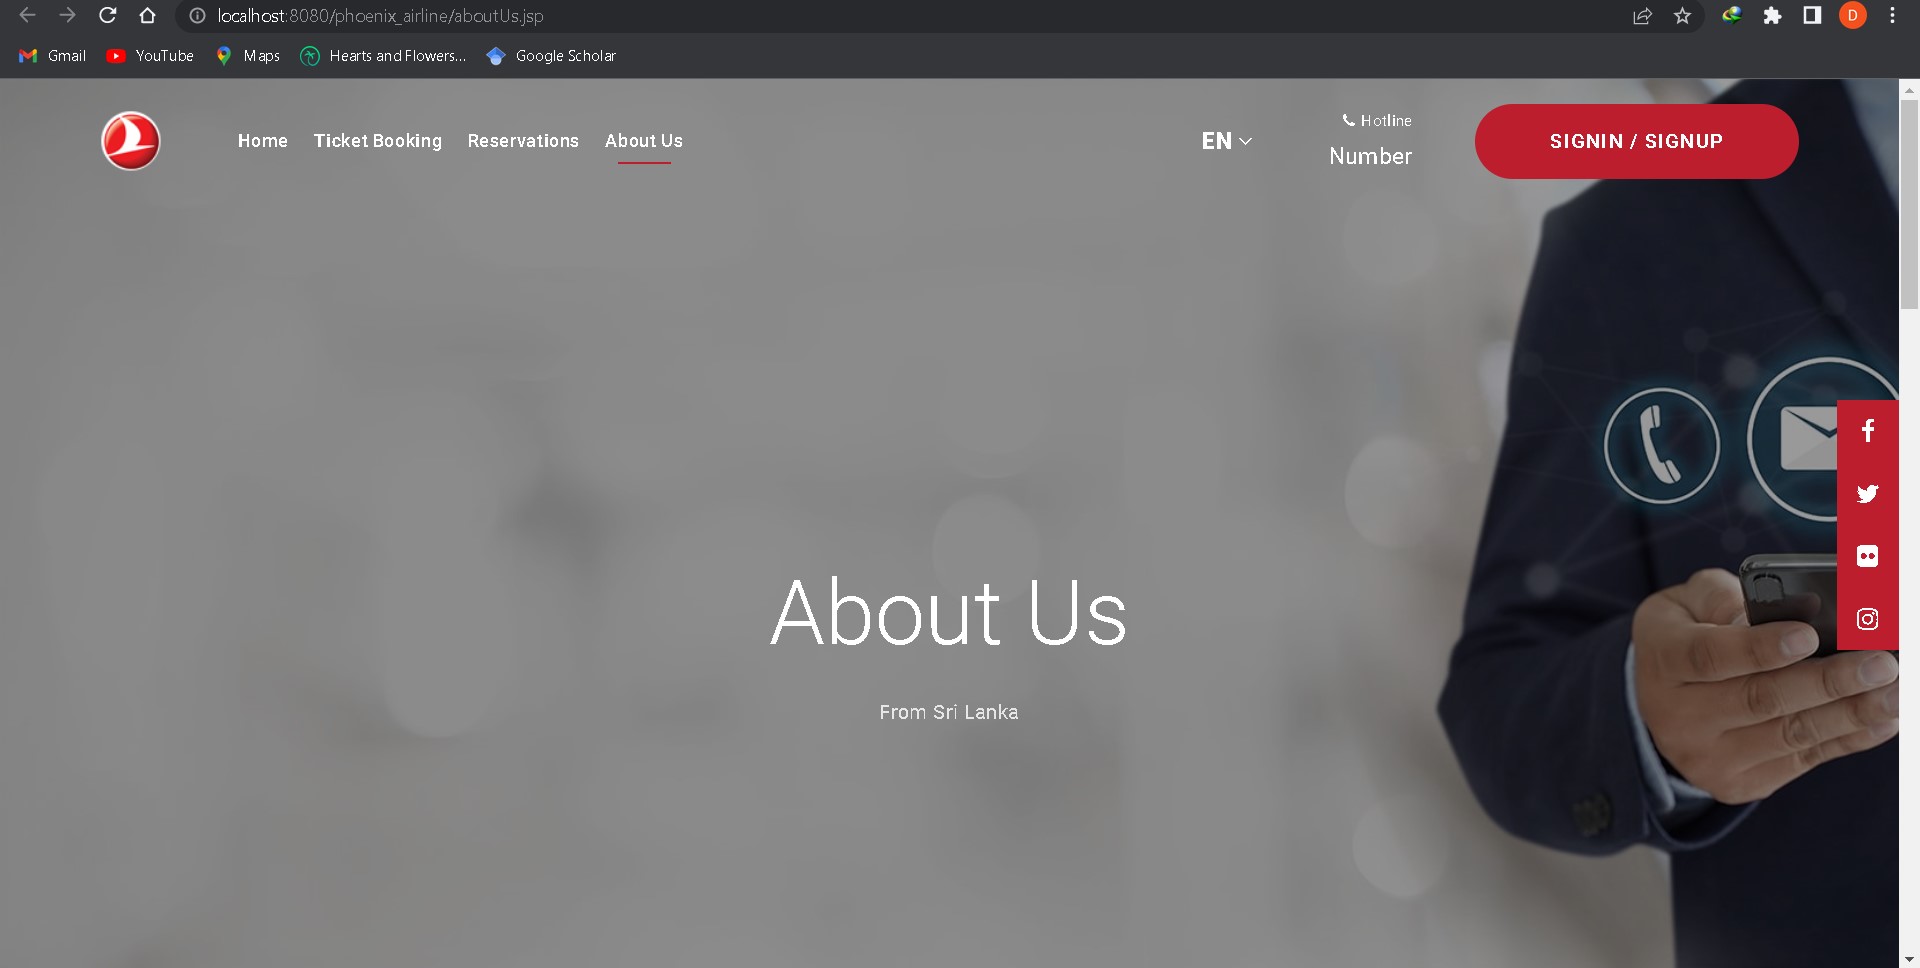 localhost:8080/phoenix_airline/aboutUs.jsp
D
Gmail
YouTube
Maps
Hearts and Flowers...
Google Scholar
Home
Ticket Booking
Reservations
About Us
EN
Hotline
Number
SIGNIN / SIGNUP
About Us
From Sri Lanka